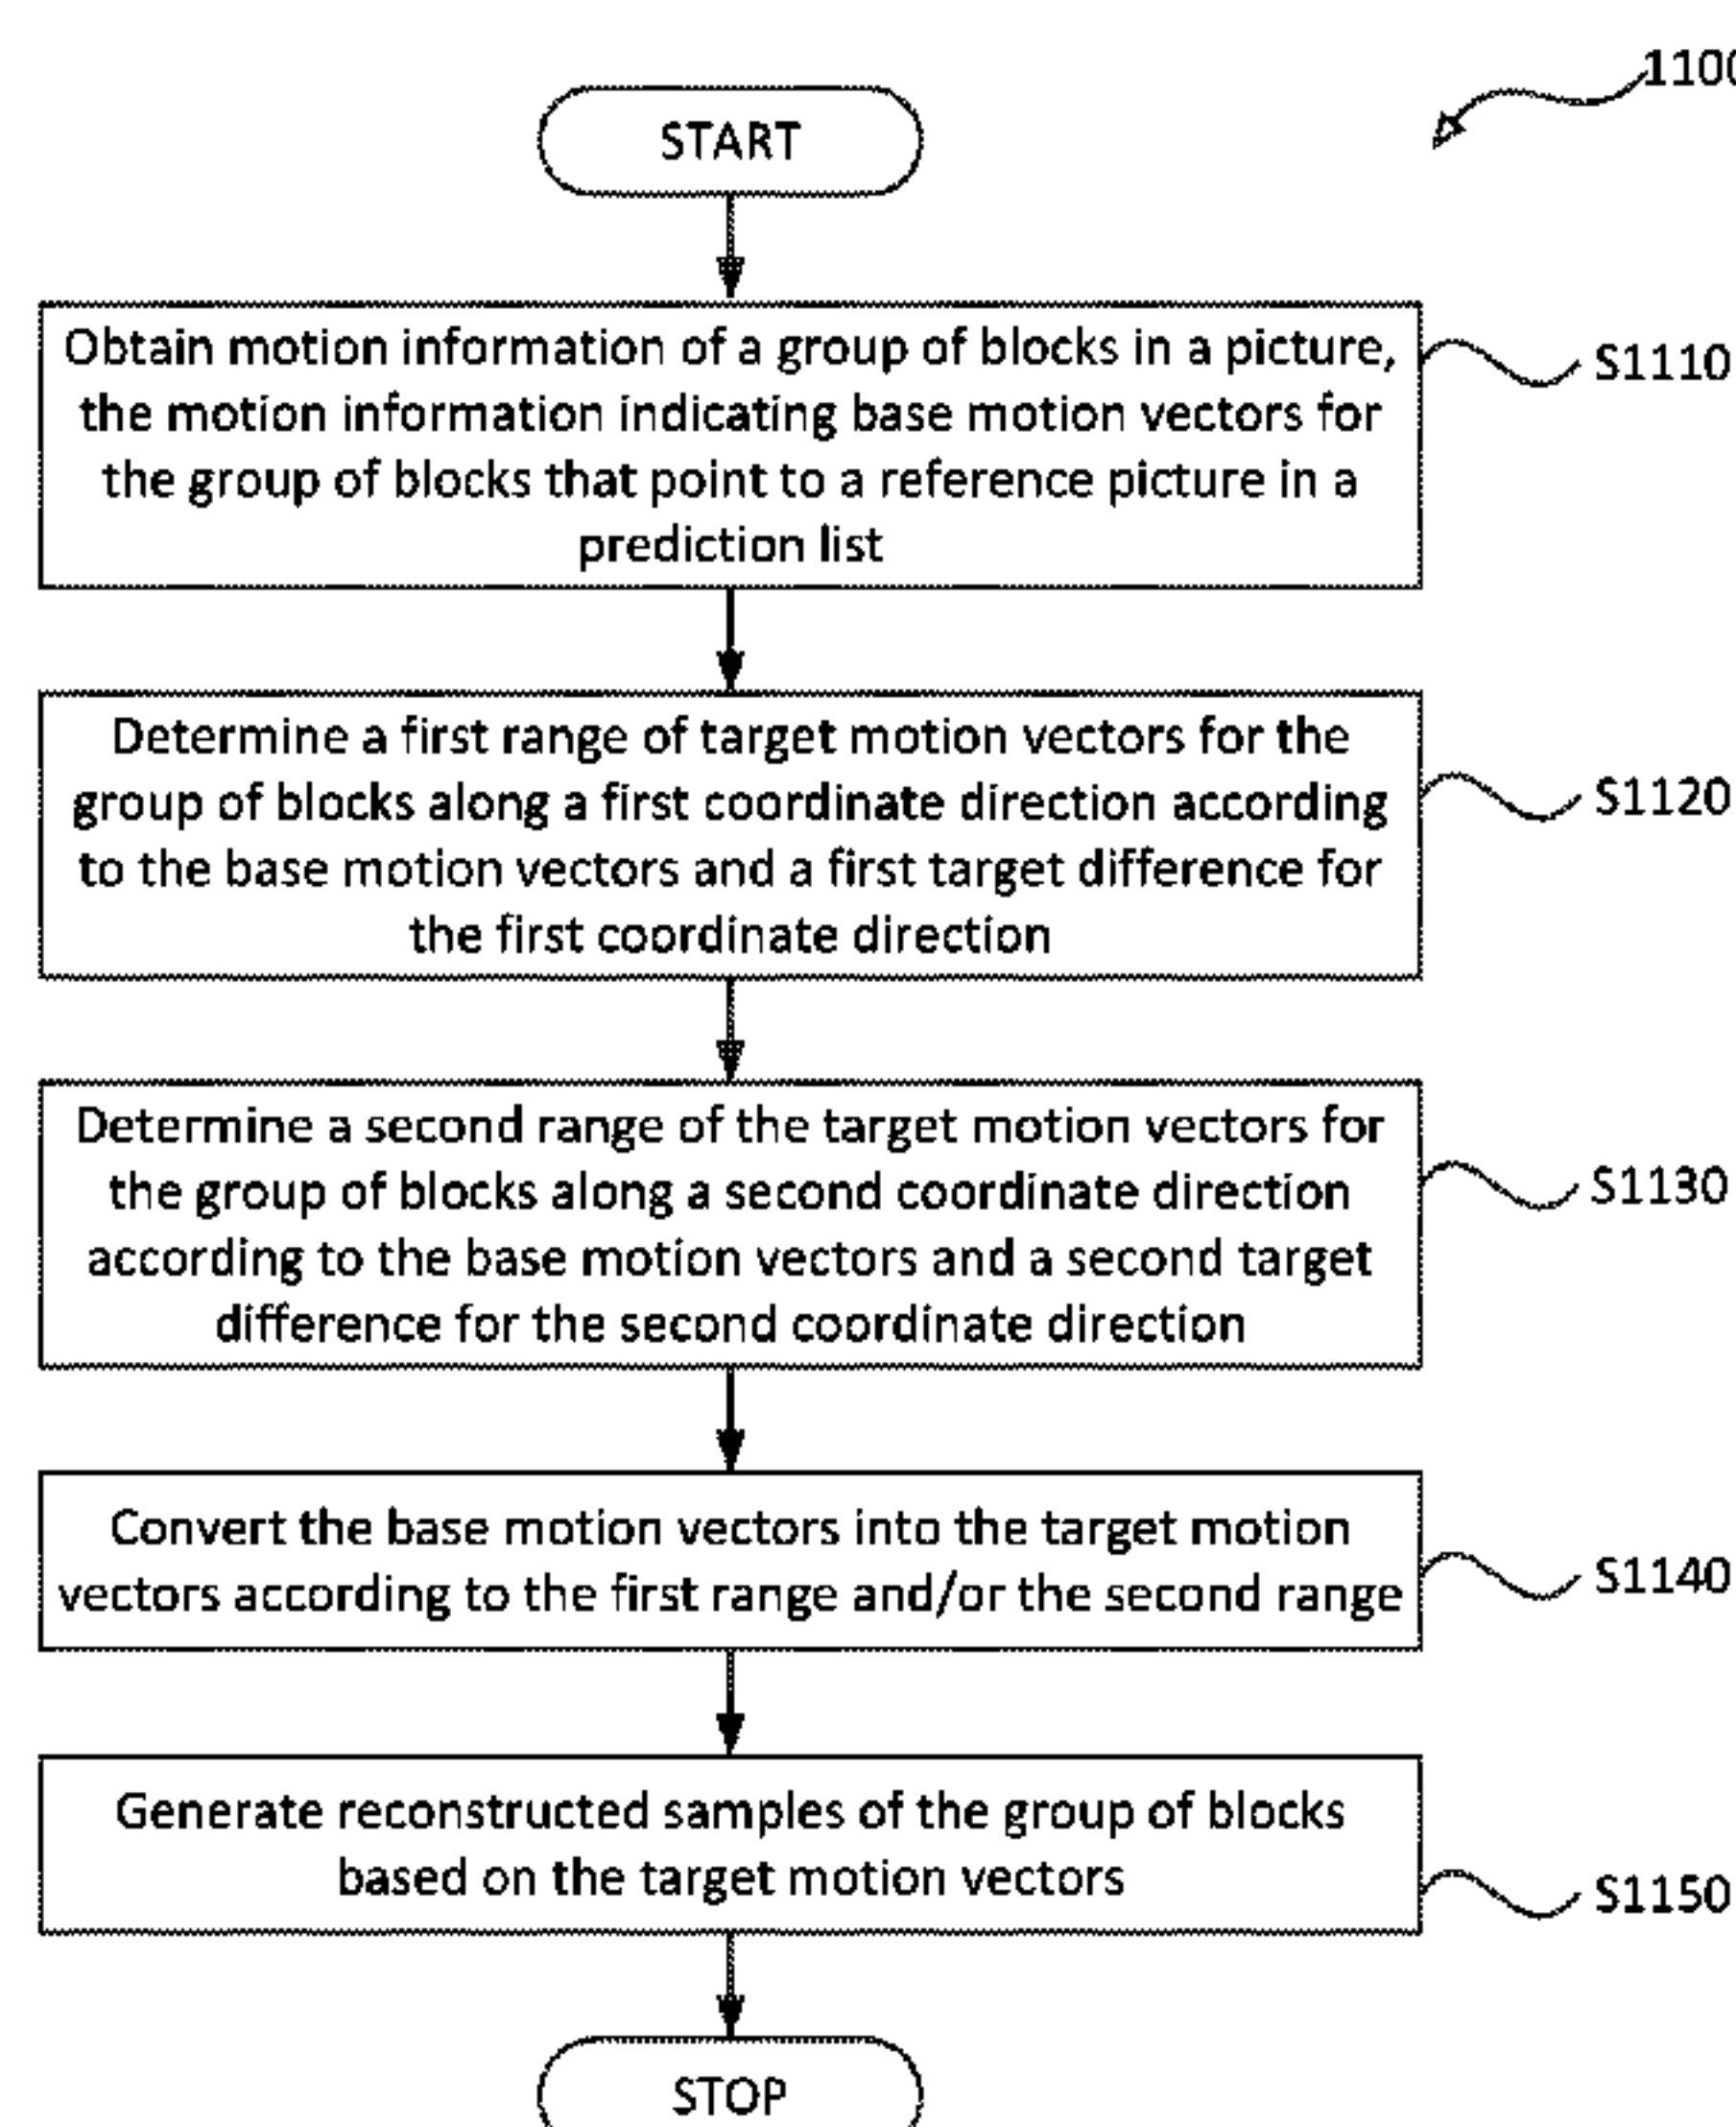 1100
START
Obtain motion information of a group of blocks in a picture,
the motion information indicating base motion vectors for
the group of blocks that point to a reference picture in a
prediction list
S1110
Determine a first range of target motion vectors for the
group of blocks along a first coordinate direction according
to the base motion vectors and a first target difference for
the first coordinate direction
S1120
Determine a second range of the target motion vectors for
the group of blocks along a second coordinate direction
according to the base motion vectors and a second target
difference for the second coordinate direction
S1130
Convert the base motion vectors into the target motion
vectors according to the first range and/or the second range
S1140
Generate reconstructed samples of the group of blocks
based on the target motion vectors
S1150
STOP